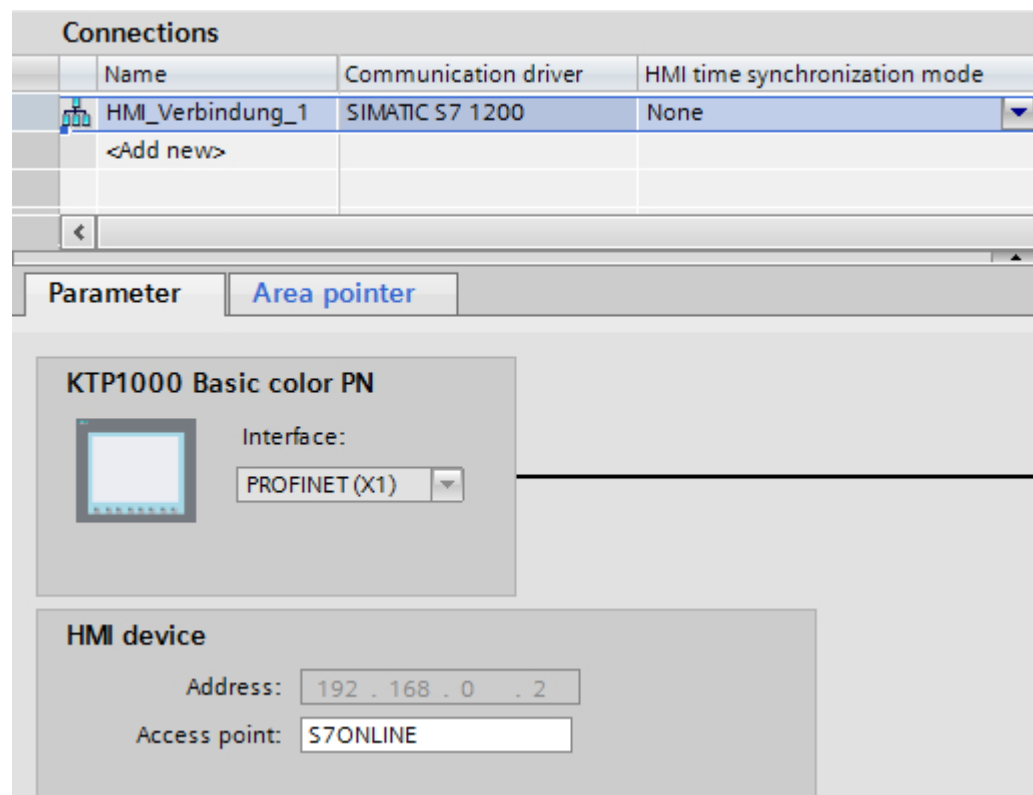 Connections
Name Communication driver HMI time synchronization mode
HMI_Verbindung_1 SIMATIC S7 1200 None
<Add new>
Parameter Area pointer
KTP1000 Basic color PN
Interface:
PROFINET (X1)
HMI device
Address: 192 . 168 . 0 . 2
Access point: S7ONLINE